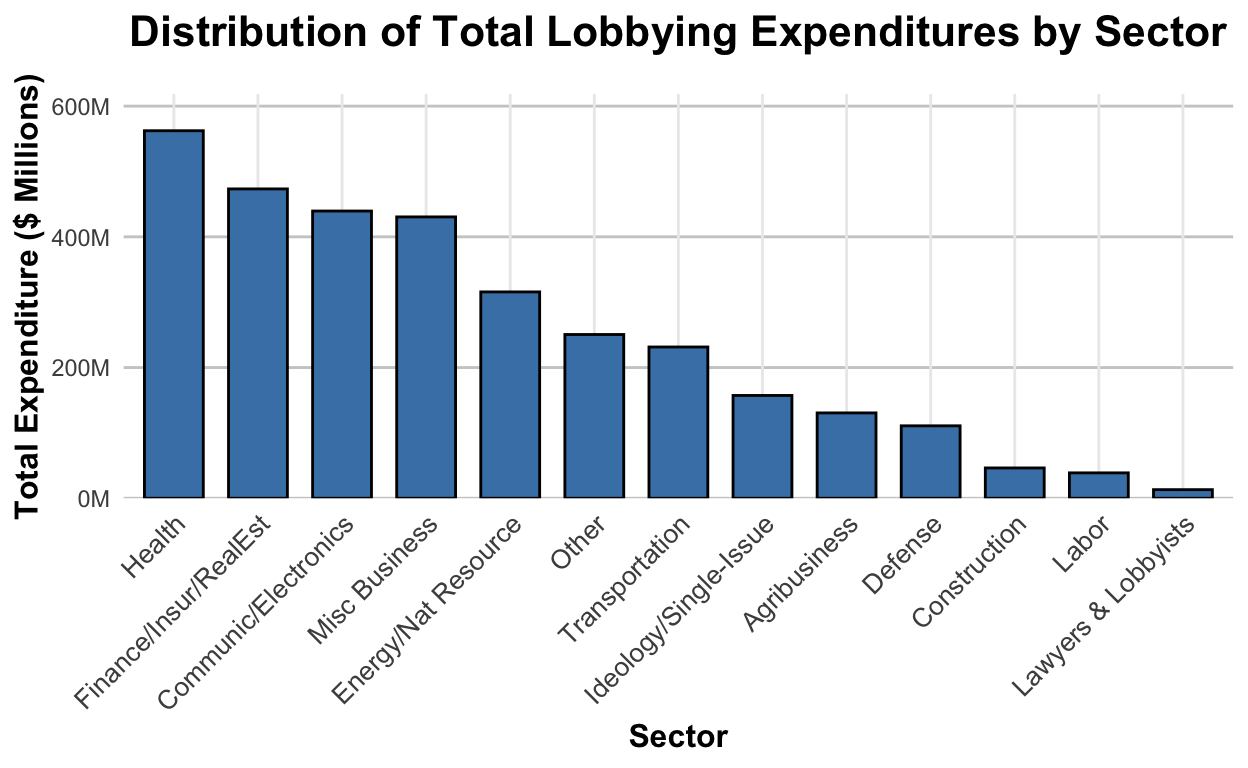 Distribution of Total Lobbying Expenditures by Sector
Total Expenditure ($ Millions)
600M
400M
200M
0M
Health
Finance/Insur/RealEst
Communic/Electronics
Misc Business
Energy/Nat Resource
Other
Transportation
Ideology/Single-Issue
Agribusiness
Defense
Construction
Labor
Lawyers & Lobbyists
Sector